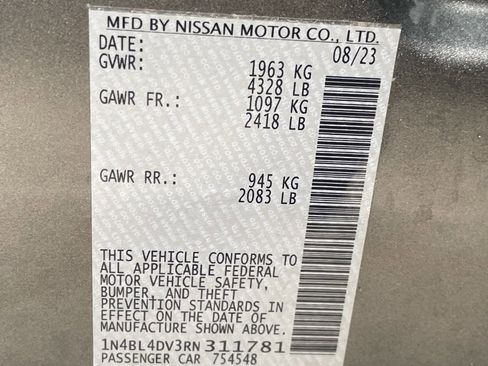 MFD BY NISSAN MOTOR CO., LTD.
DATE: 08/23
GVWR: 1963 KG
4328 LB
GAWR FR.: 1097 KG
2418 LB
GAWR RR.: 945 KG
2083 LB
THIS VEHICLE CONFORMS TO
ALL APPLICABLE FEDERAL
MOTOR VEHICLE SAFETY,
BUMPER, AND THEFT
PREVENTION STANDARDS IN
EFFECT ON THE DATE OF
MANUFACTURE SHOWN ABOVE.
1N4BL4DV3RN311781
PASSENGER CAR 754548